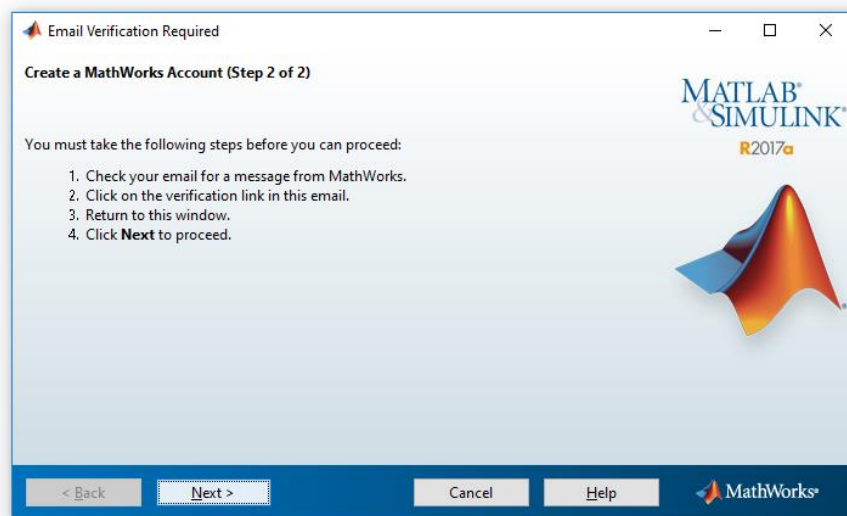 Email Verification Required
Create a MathWorks Account (Step 2 of 2)
MATLAB®
&SIMULINK®
R2017a
You must take the following steps before you can proceed:
1. Check your email for a message from MathWorks.
2. Click on the verification link in this email.
3. Return to this window.
4. Click Next to proceed.
< Back
Next >
Cancel
Help
MathWorks®